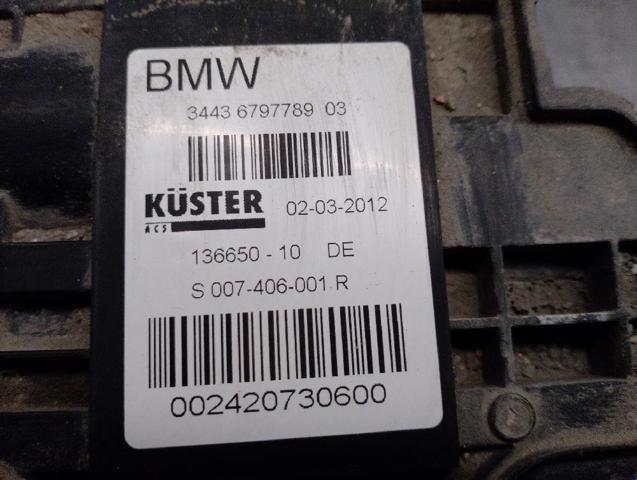 BMW
3443 6797789 03
KÜSTER 02-03-2012
ACS
136650 - 10 DE
S 007-406-001 R
002420730600